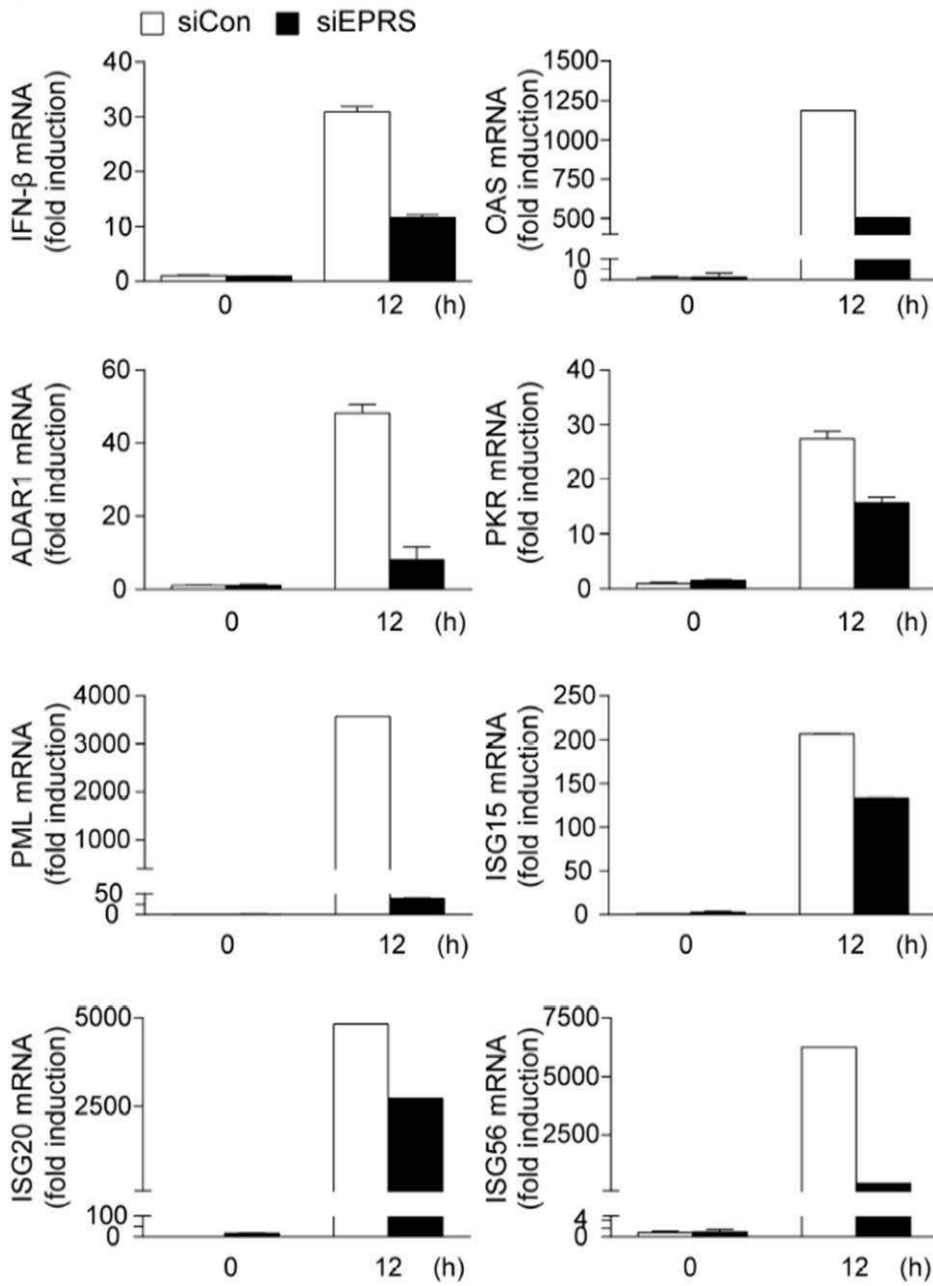 siCon siEPRS
IFN-β mRNA
(fold induction)
40
30
20
10
0
0 12 (h)
OAS mRNA
(fold induction)
1500
1250
1000
750
500
10
0
0 12 (h)
ADAR1 mRNA
(fold induction)
60
40
20
0
0 12 (h)
PKR mRNA
(fold induction)
40
30
20
10
0
0 12 (h)
PML mRNA
(fold induction)
4000
3000
2000
1000
50
0
0 12 (h)
ISG15 mRNA
(fold induction)
250
200
150
100
50
0
0 12 (h)
ISG20 mRNA
(fold induction)
5000
2500
100
0
0 12 (h)
ISG56 mRNA
(fold induction)
7500
5000
2500
4
0
0 12 (h)